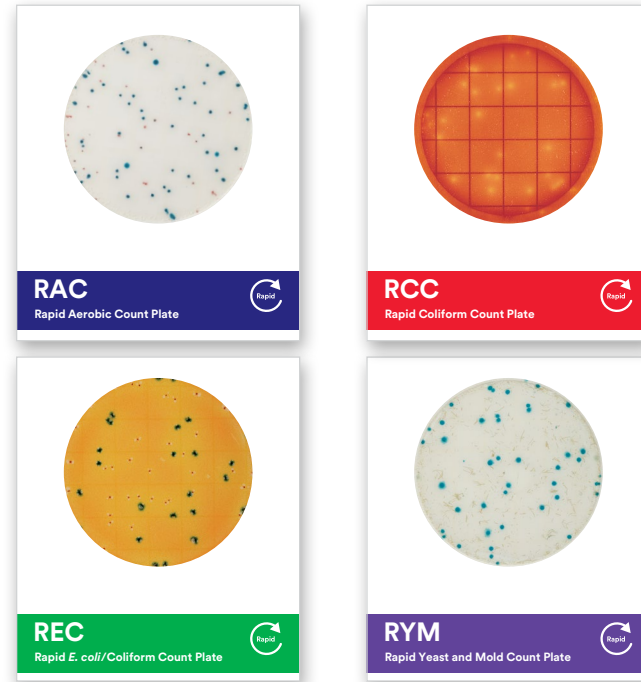 RAC
Rapid
Rapid Aerobic Count Plate
RCC
Rapid
Rapid Coliform Count Plate
REC
Rapid
Rapid E. coli/Coliform Count Plate
RYM
Rapid
Rapid Yeast and Mold Count Plate